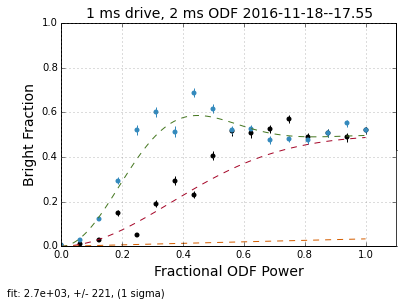 1 ms drive, 2 ms ODF 2016-11-18--17.55
1.0
0.8
0.6
0.4
0.2
0.0
Bright Fraction
0.0 0.2 0.4 0.6 0.8 1.0
Fractional ODF Power
fit: 2.7e+03, +/- 221, (1 sigma)